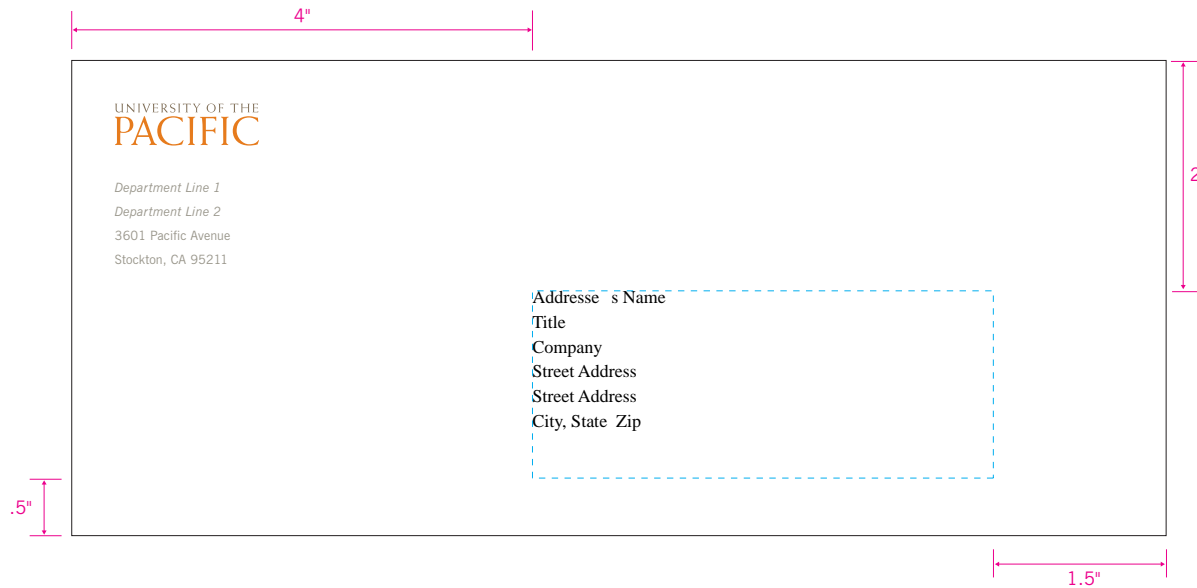 4"
UNIVERSITY OF THE
PACIFIC
2
Department Line 1
Department Line 2
3601 Pacific Avenue
Stockton, CA 95211
Addresse s Name
Title
Company
Street Address
Street Address
City, State Zip
.5"
1.5"